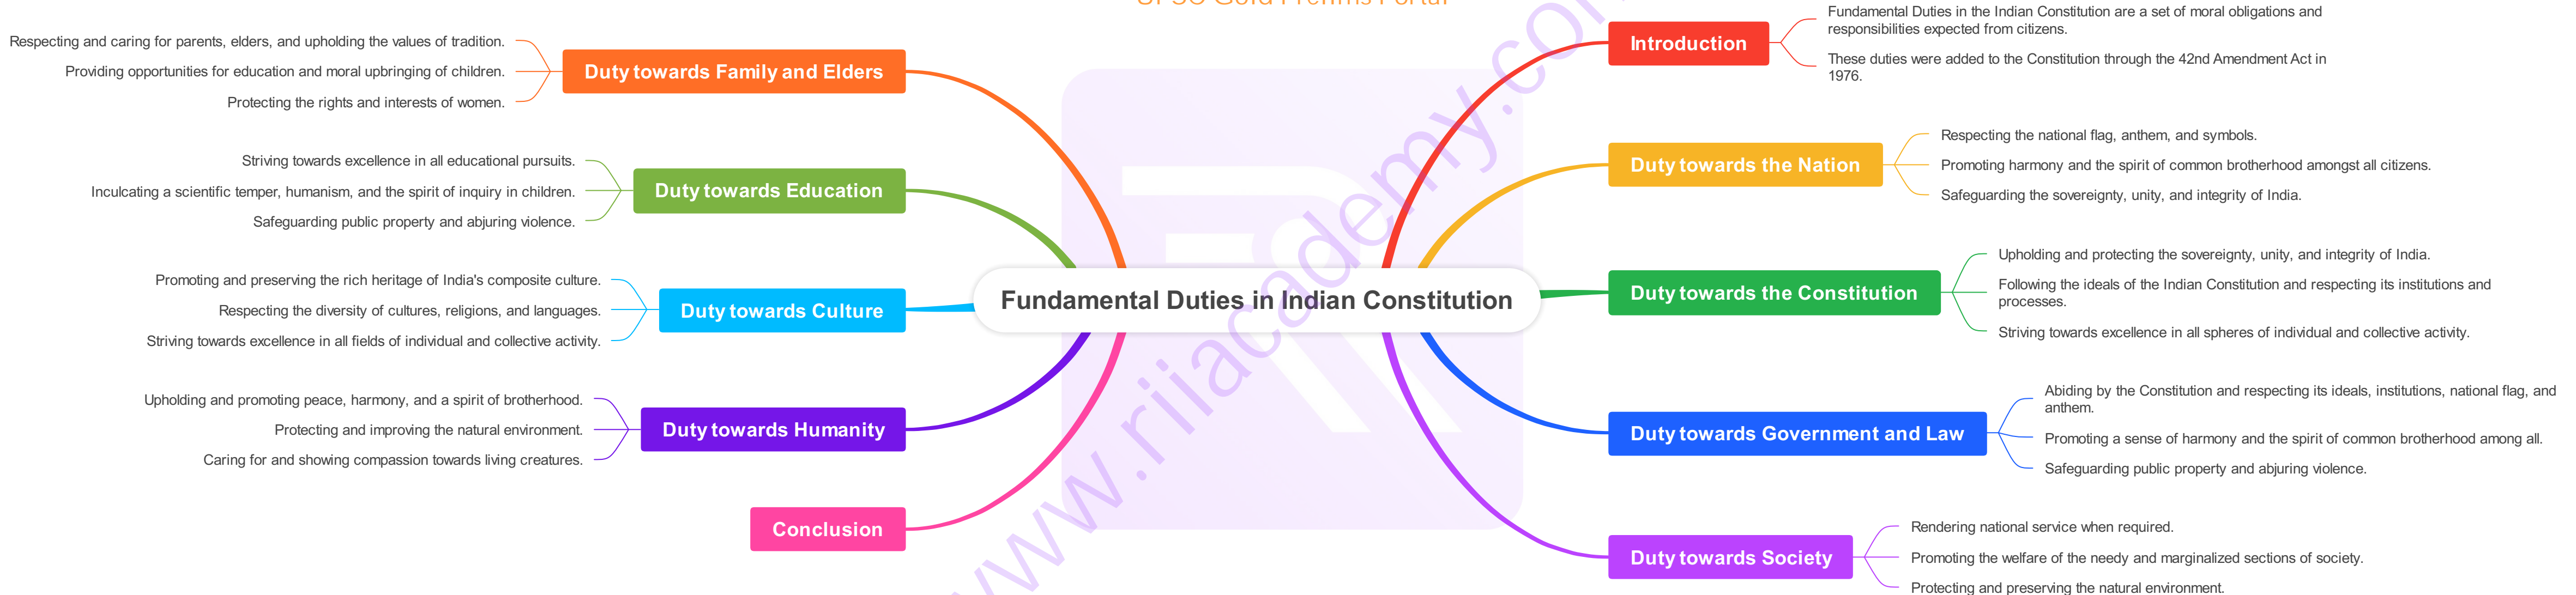 UPSC Gold Prelims Portal
Fundamental Duties in Indian Constitution
Introduction
Fundamental Duties in the Indian Constitution are a set of moral obligations and
responsibilities expected from citizens.
These duties were added to the Constitution through the 42nd Amendment Act in
1976.
Duty towards the Nation
Respecting the national flag, anthem, and symbols.
Promoting harmony and the spirit of common brotherhood amongst all citizens.
Safeguarding the sovereignty, unity, and integrity of India.
Duty towards the Constitution
Upholding and protecting the sovereignty, unity, and integrity of India.
Following the ideals of the Indian Constitution and respecting its institutions and
processes.
Striving towards excellence in all spheres of individual and collective activity.
Duty towards Government and Law
Abiding by the Constitution and respecting its ideals, institutions, national flag, and
anthem.
Promoting a sense of harmony and the spirit of common brotherhood among all.
Safeguarding public property and abjuring violence.
Duty towards Society
Rendering national service when required.
Promoting the welfare of the needy and marginalized sections of society.
Protecting and preserving the natural environment.
Duty towards Family and Elders
Respecting and caring for parents, elders, and upholding the values of tradition.
Providing opportunities for education and moral upbringing of children.
Protecting the rights and interests of women.
Duty towards Education
Striving towards excellence in all educational pursuits.
Inculcating a scientific temper, humanism, and the spirit of inquiry in children.
Safeguarding public property and abjuring violence.
Duty towards Culture
Promoting and preserving the rich heritage of India's composite culture.
Respecting the diversity of cultures, religions, and languages.
Striving towards excellence in all fields of individual and collective activity.
Duty towards Humanity
Upholding and promoting peace, harmony, and a spirit of brotherhood.
Protecting and improving the natural environment.
Caring for and showing compassion towards living creatures.
Conclusion